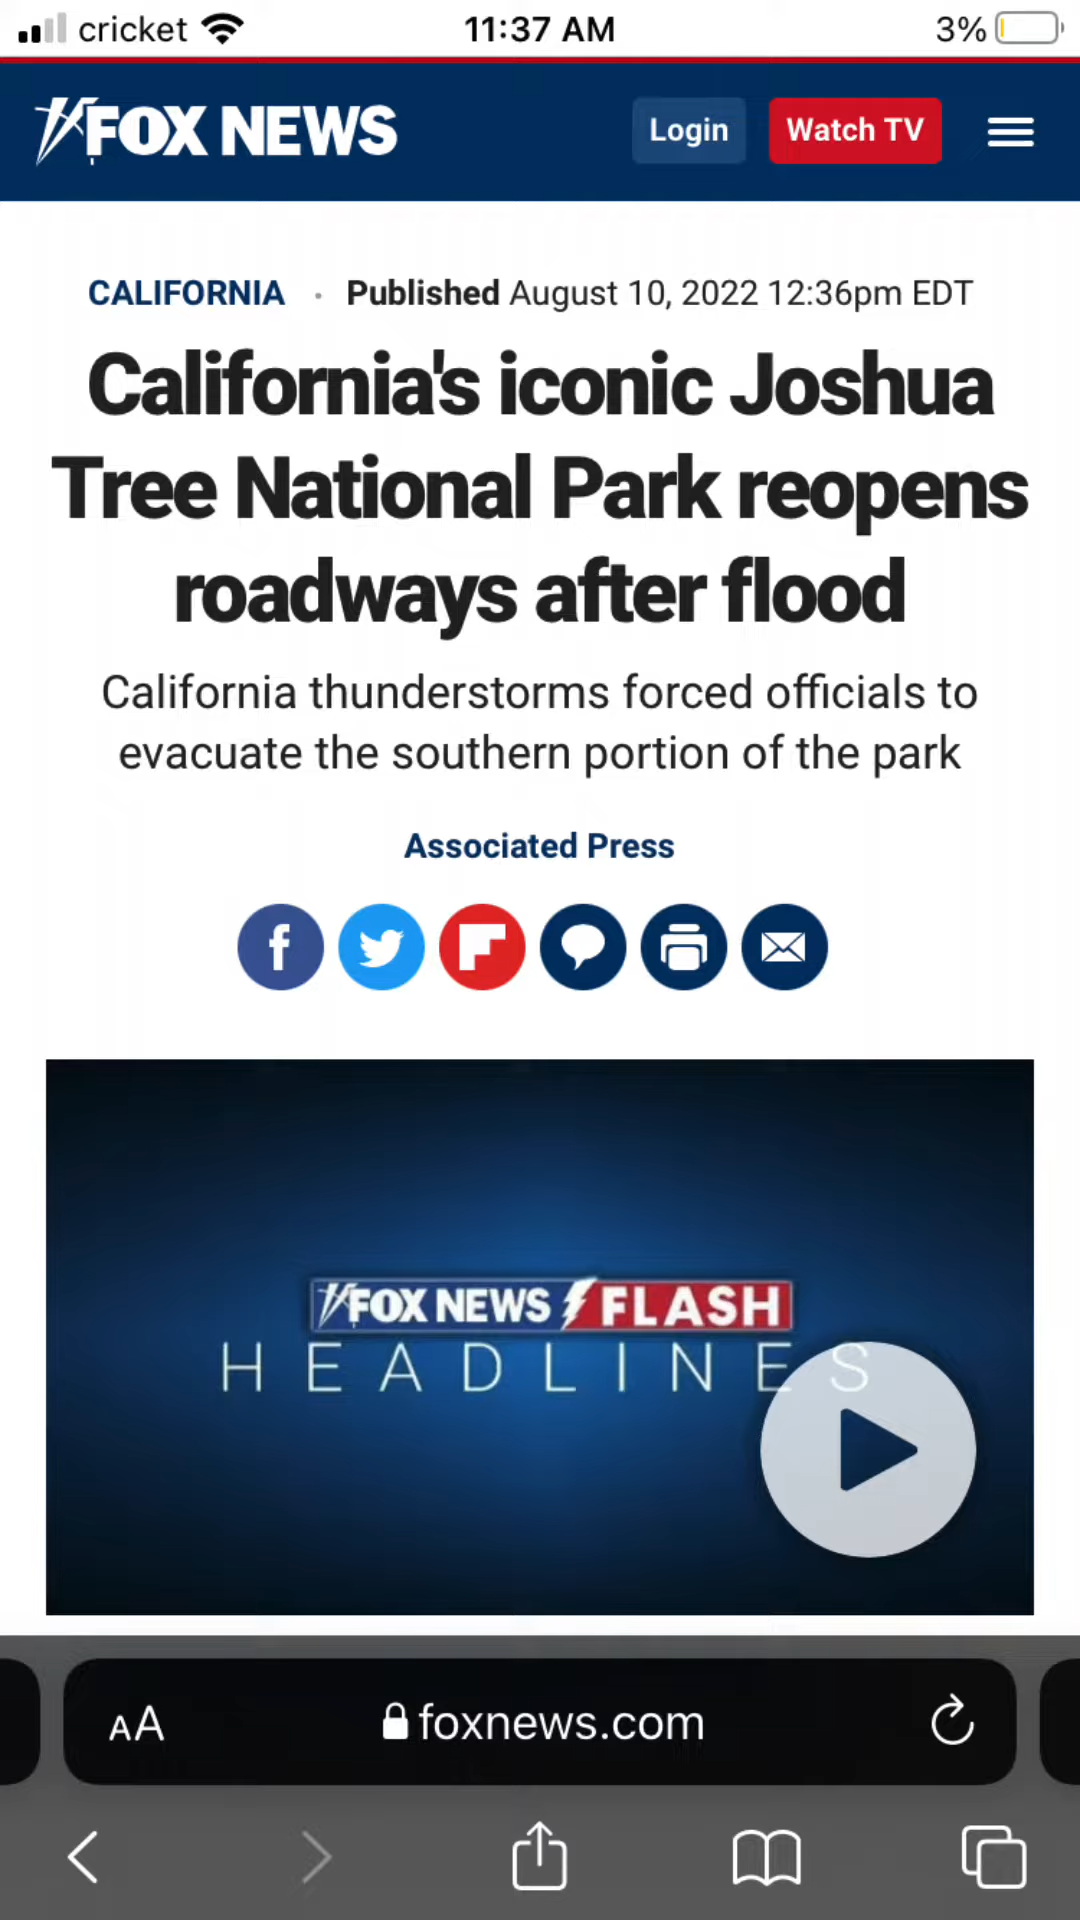 cricket 11:37 AM 3%
FOX NEWS Login Watch TV
CALIFORNIA · Published August 10, 2022 12:36pm EDT
California's iconic Joshua
Tree National Park reopens
roadways after flood
California thunderstorms forced officials to
evacuate the southern portion of the park
Associated Press
FOX NEWS FLASH
HEADLINES
AA foxnews.com